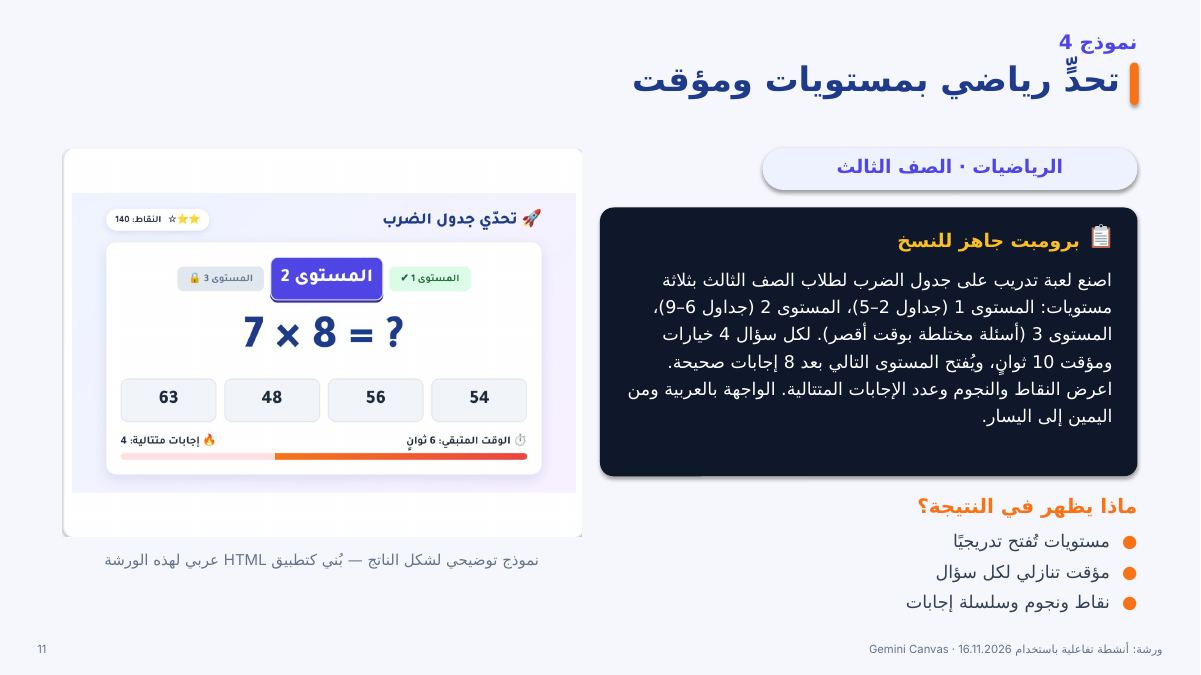 نموذج 4
تحدٍّ رياضي بمستويات ومؤقت
الرياضيات · الصف الثالث
📋 برومبت جاهز للنسخ
اصنع لعبة تدريب على جدول الضرب لطلاب الصف الثالث بثلاثة
مستويات: المستوى 1 (جداول 2–5)، المستوى 2 (جداول 6–9)،
المستوى 3 (أسئلة مختلطة بوقت أقصر). لكل سؤال 4 خيارات
ومؤقت 10 ثوانٍ، ويُفتح المستوى التالي بعد 8 إجابات صحيحة.
اعرض النقاط والنجوم وعدد الإجابات المتتالية. الواجهة بالعربية ومن
اليمين إلى اليسار.
ماذا يظهر في النتيجة؟
مستويات تُفتح تدريجيًا
مؤقت تنازلي لكل سؤال
نقاط ونجوم وسلسلة إجابات
🚀 تحدّي جدول الضرب
⭐⭐☆ النقاط: 140
المستوى 1 ✔
المستوى 2
المستوى 3 🔒
7 × 8 = ?
54
56
48
63
⏱️ الوقت المتبقي: 6 ثوانٍ
🔥 إجابات متتالية: 4
نموذج توضيحي لشكل الناتج — بُني كتطبيق HTML عربي لهذه الورشة
ورشة: أنشطة تفاعلية باستخدام Gemini Canvas · 16.11.2026
11